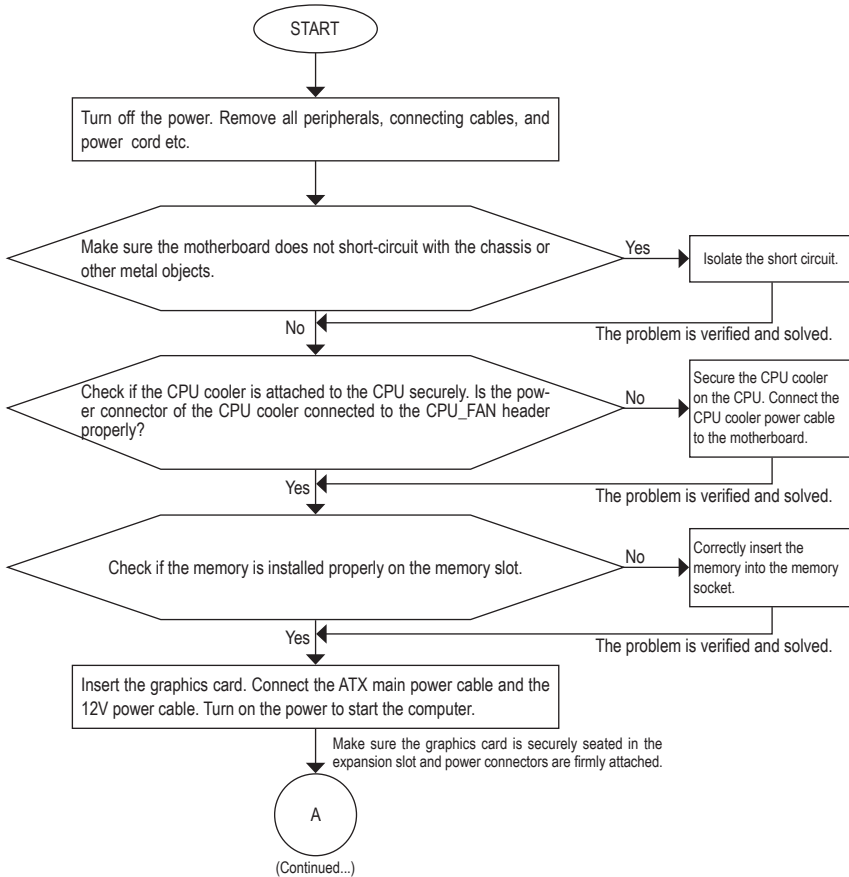 START
Turn off the power. Remove all peripherals, connecting cables, and
power cord etc.
Make sure the motherboard does not short-circuit with the chassis or
other metal objects.
Yes
Isolate the short circuit.
No
The problem is verified and solved.
Check if the CPU cooler is attached to the CPU securely. Is the pow-
er connector of the CPU cooler connected to the CPU_FAN header
properly?
No
Secure the CPU cooler
on the CPU. Connect the
CPU cooler power cable
to the motherboard.
Yes
The problem is verified and solved.
Check if the memory is installed properly on the memory slot.
No
Correctly insert the
memory into the memory
socket.
Yes
The problem is verified and solved.
Insert the graphics card. Connect the ATX main power cable and the
12V power cable. Turn on the power to start the computer.
Make sure the graphics card is securely seated in the
expansion slot and power connectors are firmly attached.
A
(Continued...)